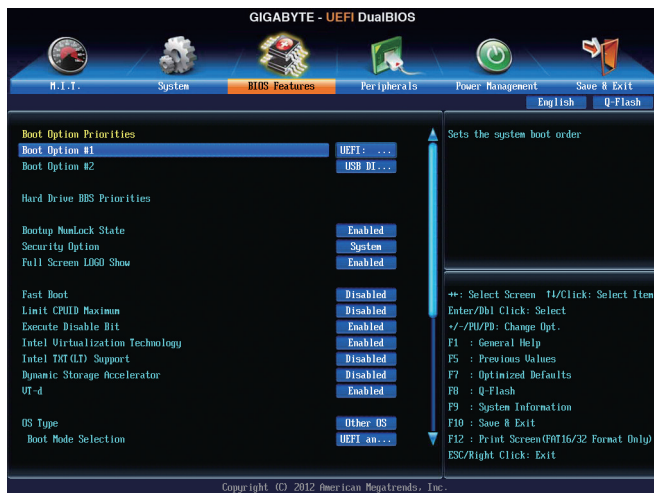 GIGABYTE - UEFI DualBIOS
M.I.T. System BIOS Features Peripherals Power Management Save & Exit
English Q-Flash
Boot Option Priorities
Boot Option #1 UEFI: ...
Boot Option #2 USB DI...
Hard Drive BBS Priorities
Bootup NumLock State Enabled
Security Option System
Full Screen LOGO Show Enabled
Fast Boot Disabled
Limit CPUID Maximum Disabled
Execute Disable Bit Enabled
Intel Virtualization Technology Enabled
Intel TXT(LT) Support Disabled
Dynamic Storage Accelerator Disabled
VT-d Enabled
OS Type Other OS
Boot Mode Selection UEFI an...
Sets the system boot order
↔: Select Screen ↑↓/Click: Select Item
Enter/Dbl Click: Select
+/-/PU/PD: Change Opt.
F1 : General Help
F5 : Previous Values
F7 : Optimized Defaults
F8 : Q-Flash
F9 : System Information
F10 : Save & Exit
F12 : Print Screen(FAT16/32 Format Only)
ESC/Right Click: Exit
Copyright (C) 2012 American Megatrends, Inc.